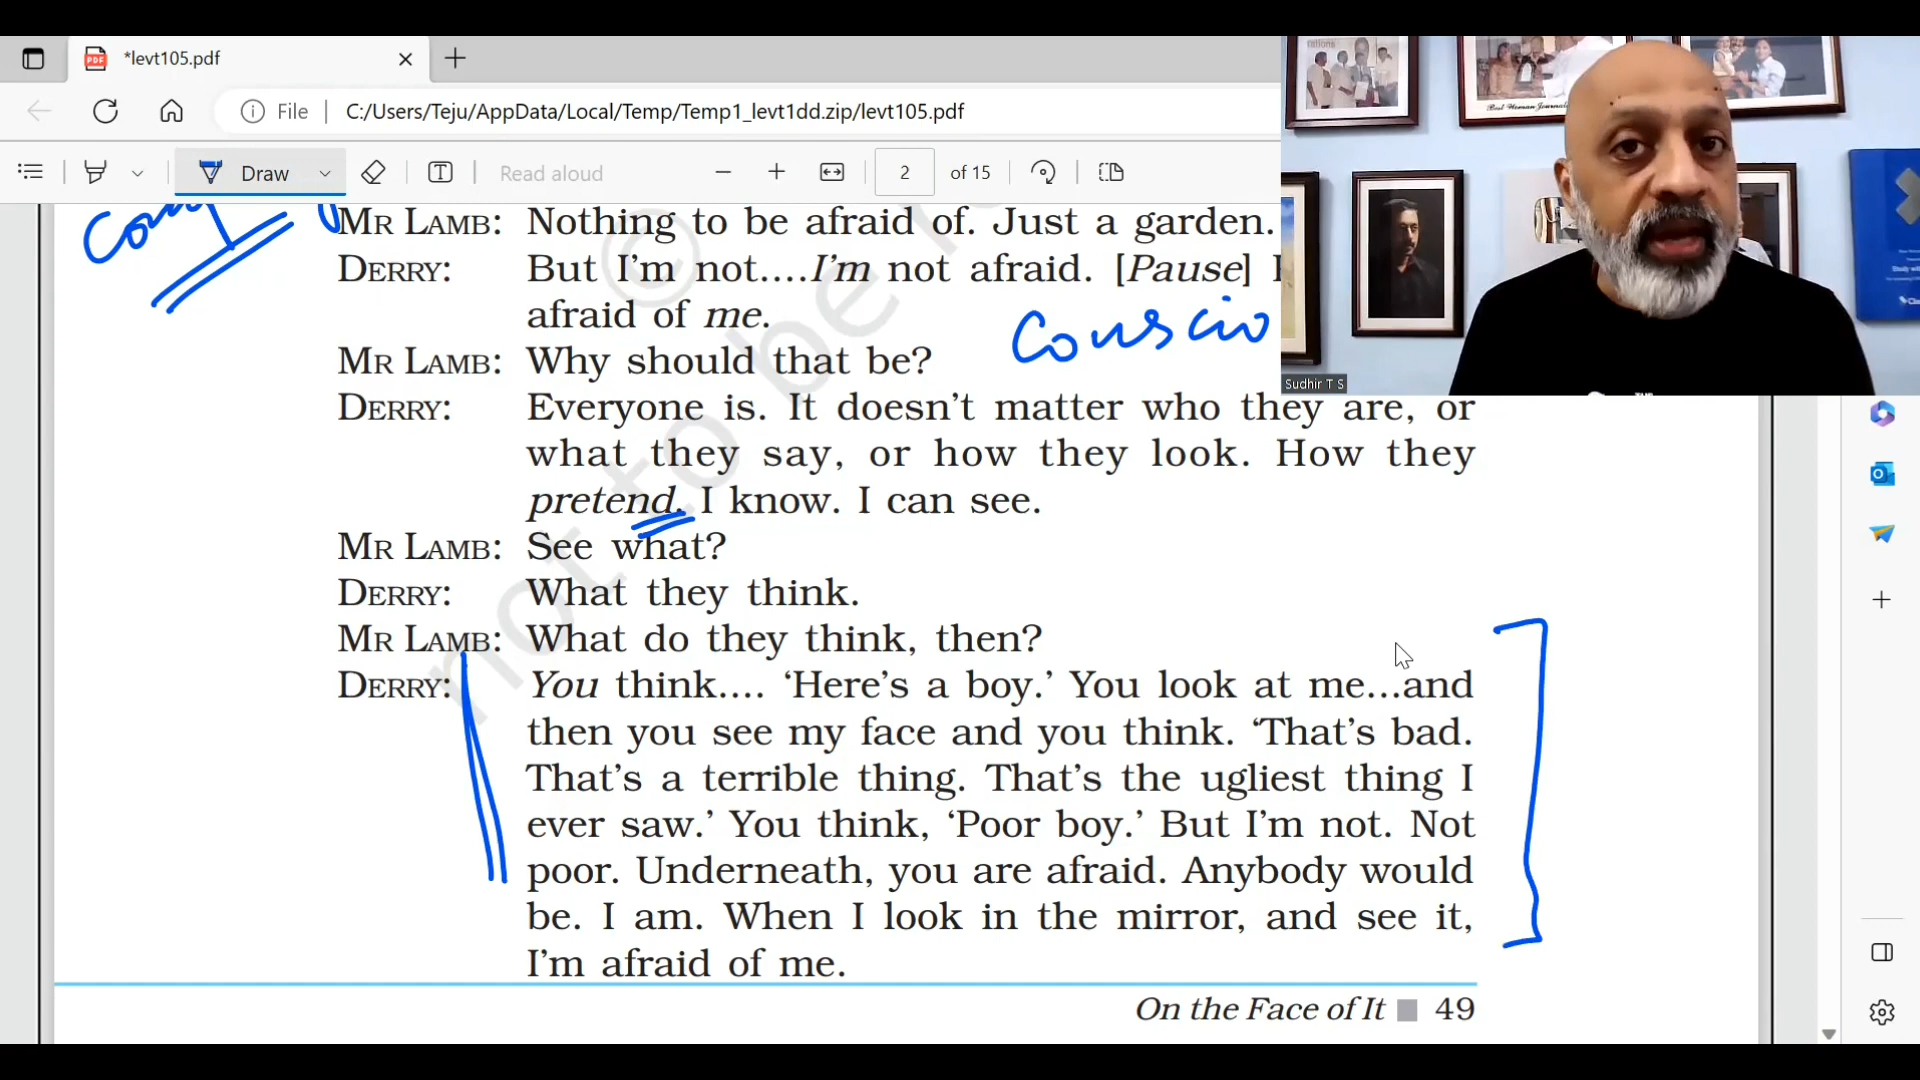 *levt105.pdf
File
C:/Users/Teju/AppData/Local/Temp/Temp1_levt1dd.zip/levt105.pdf
Draw
Read aloud
2 of 15
MR LAMB: Nothing to be afraid of. Just a garden.
DERRY: But I'm not....I'm not afraid. [Pause]
afraid of me.
Conscio
MR LAMB: Why should that be?
DERRY: Everyone is. It doesn't matter who they are, or
what they say, or how they look. How they
pretend. I know. I can see.
MR LAMB: See what?
DERRY: What they think.
MR LAMB: What do they think, then?
DERRY: You think.... ‘Here's a boy.’ You look at me...and
then you see my face and you think. ‘That's bad.
That's a terrible thing. That's the ugliest thing I
ever saw.’ You think, ‘Poor boy.’ But I'm not. Not
poor. Underneath, you are afraid. Anybody would
be. I am. When I look in the mirror, and see it,
I'm afraid of me.
On the Face of It 49
© not to be
Sudhir T S